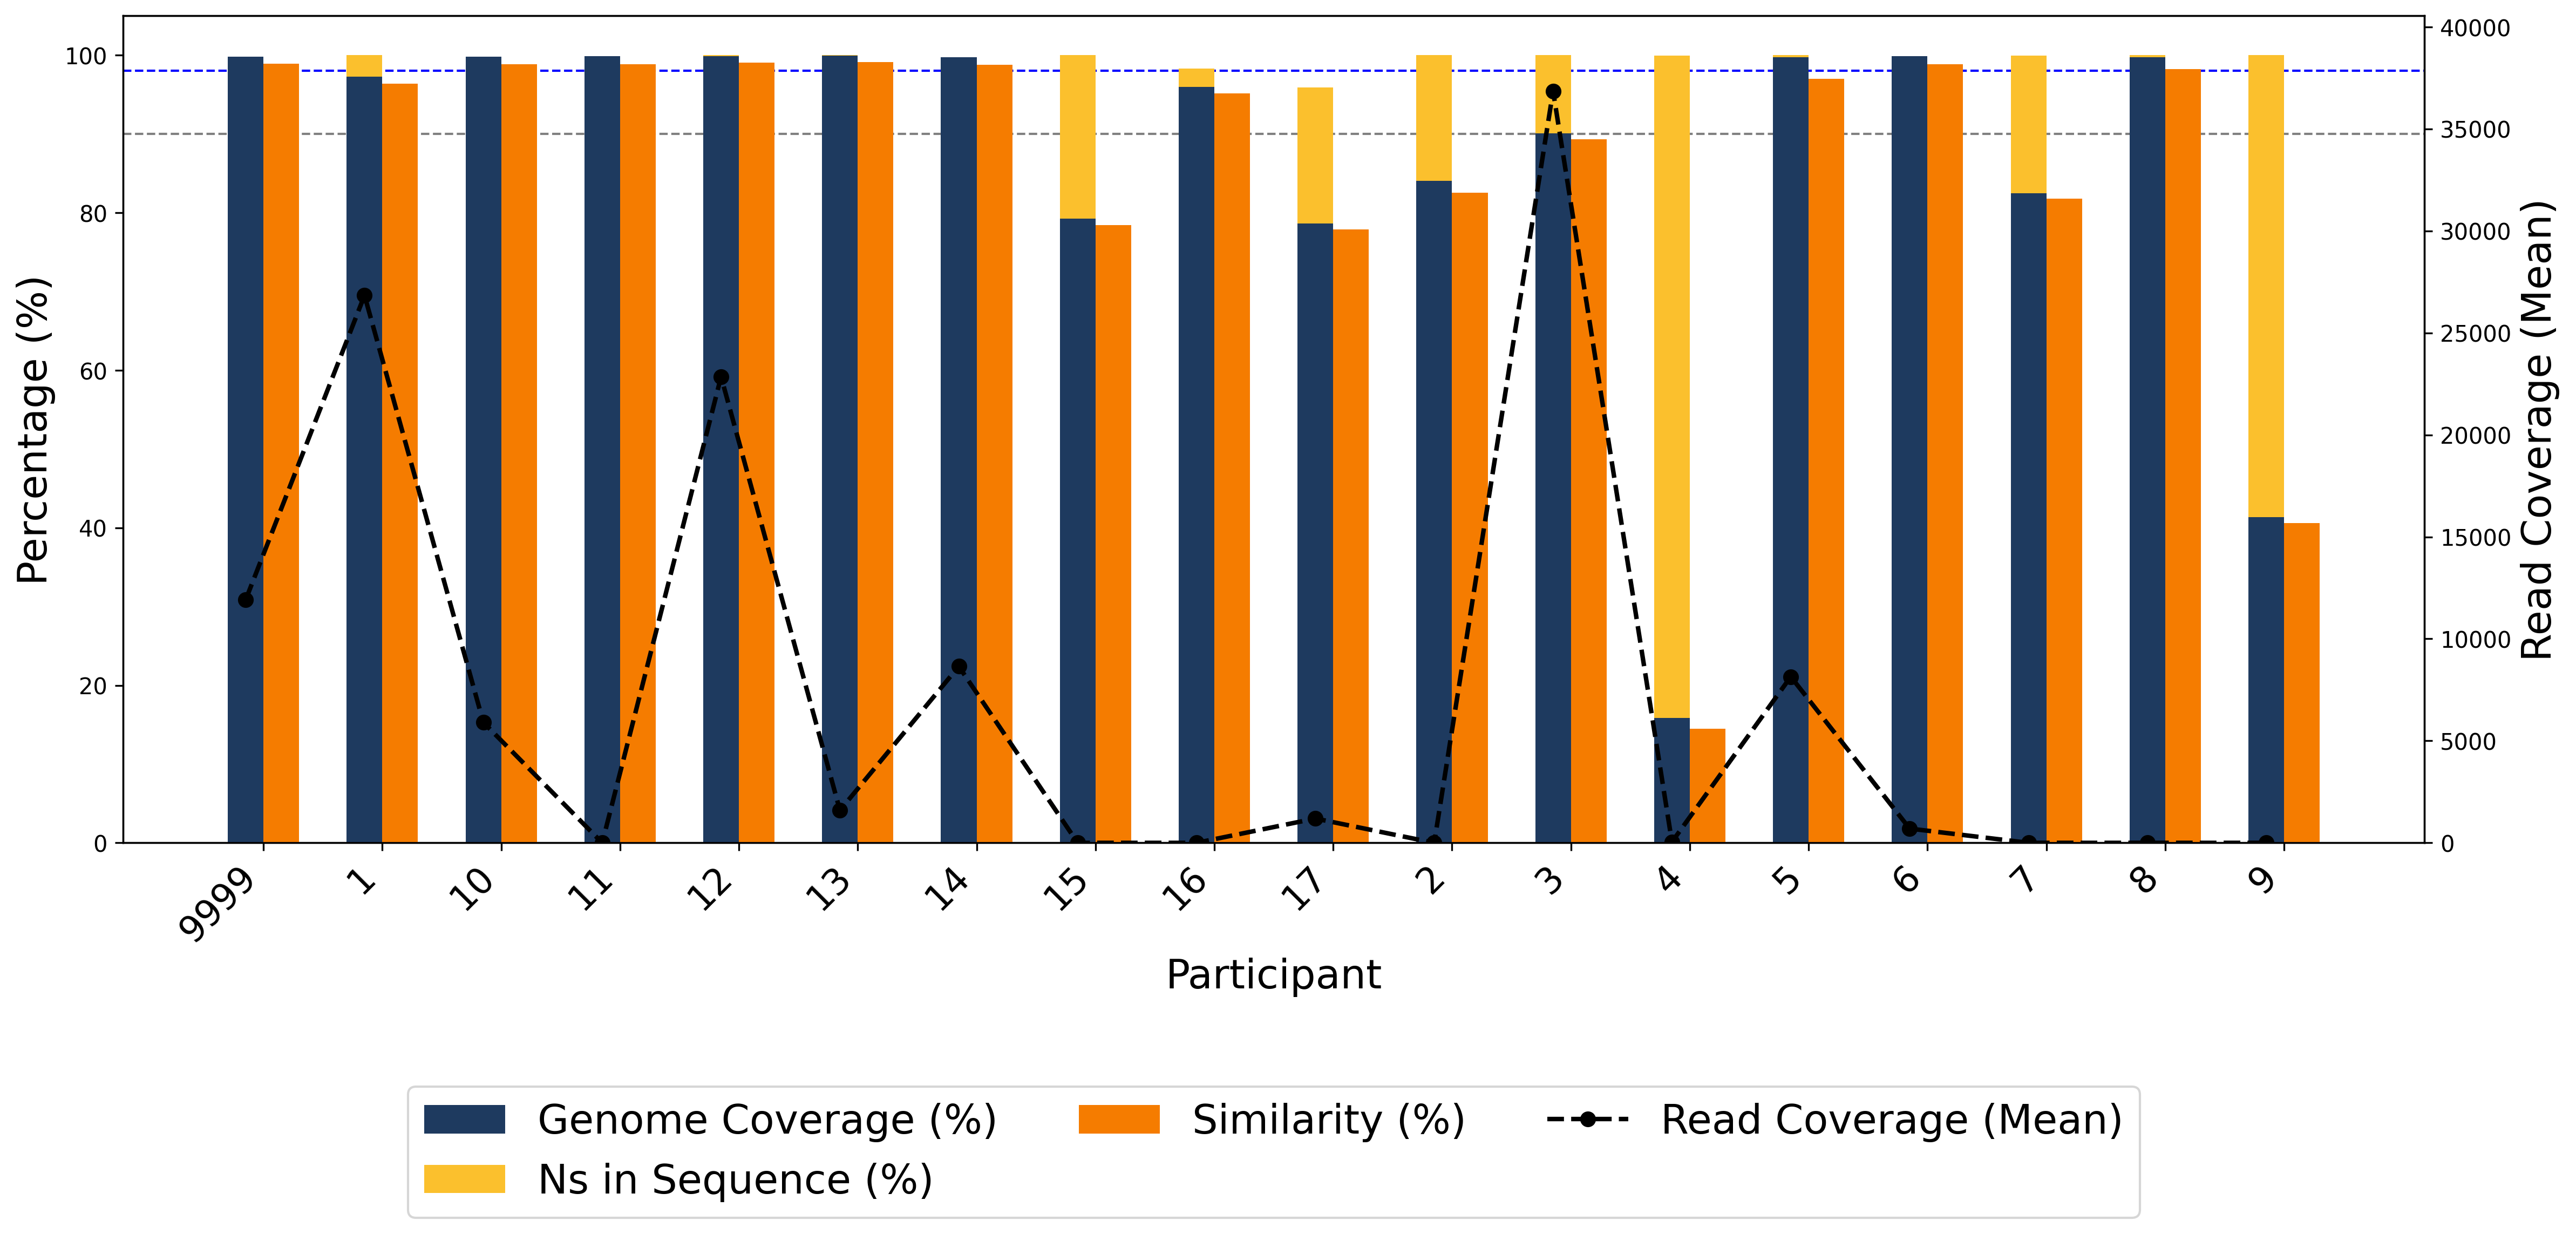 Percentage (%)
100
80
60
40
20
0
40000
35000
30000
25000
20000
15000
10000
5000
0
Read Coverage (Mean)
9999 1 10 11 12 13 14 15 16 17 2 3 4 5 6 7 8 9
Participant
Genome Coverage (%) Similarity (%) Read Coverage (Mean)
Ns in Sequence (%)